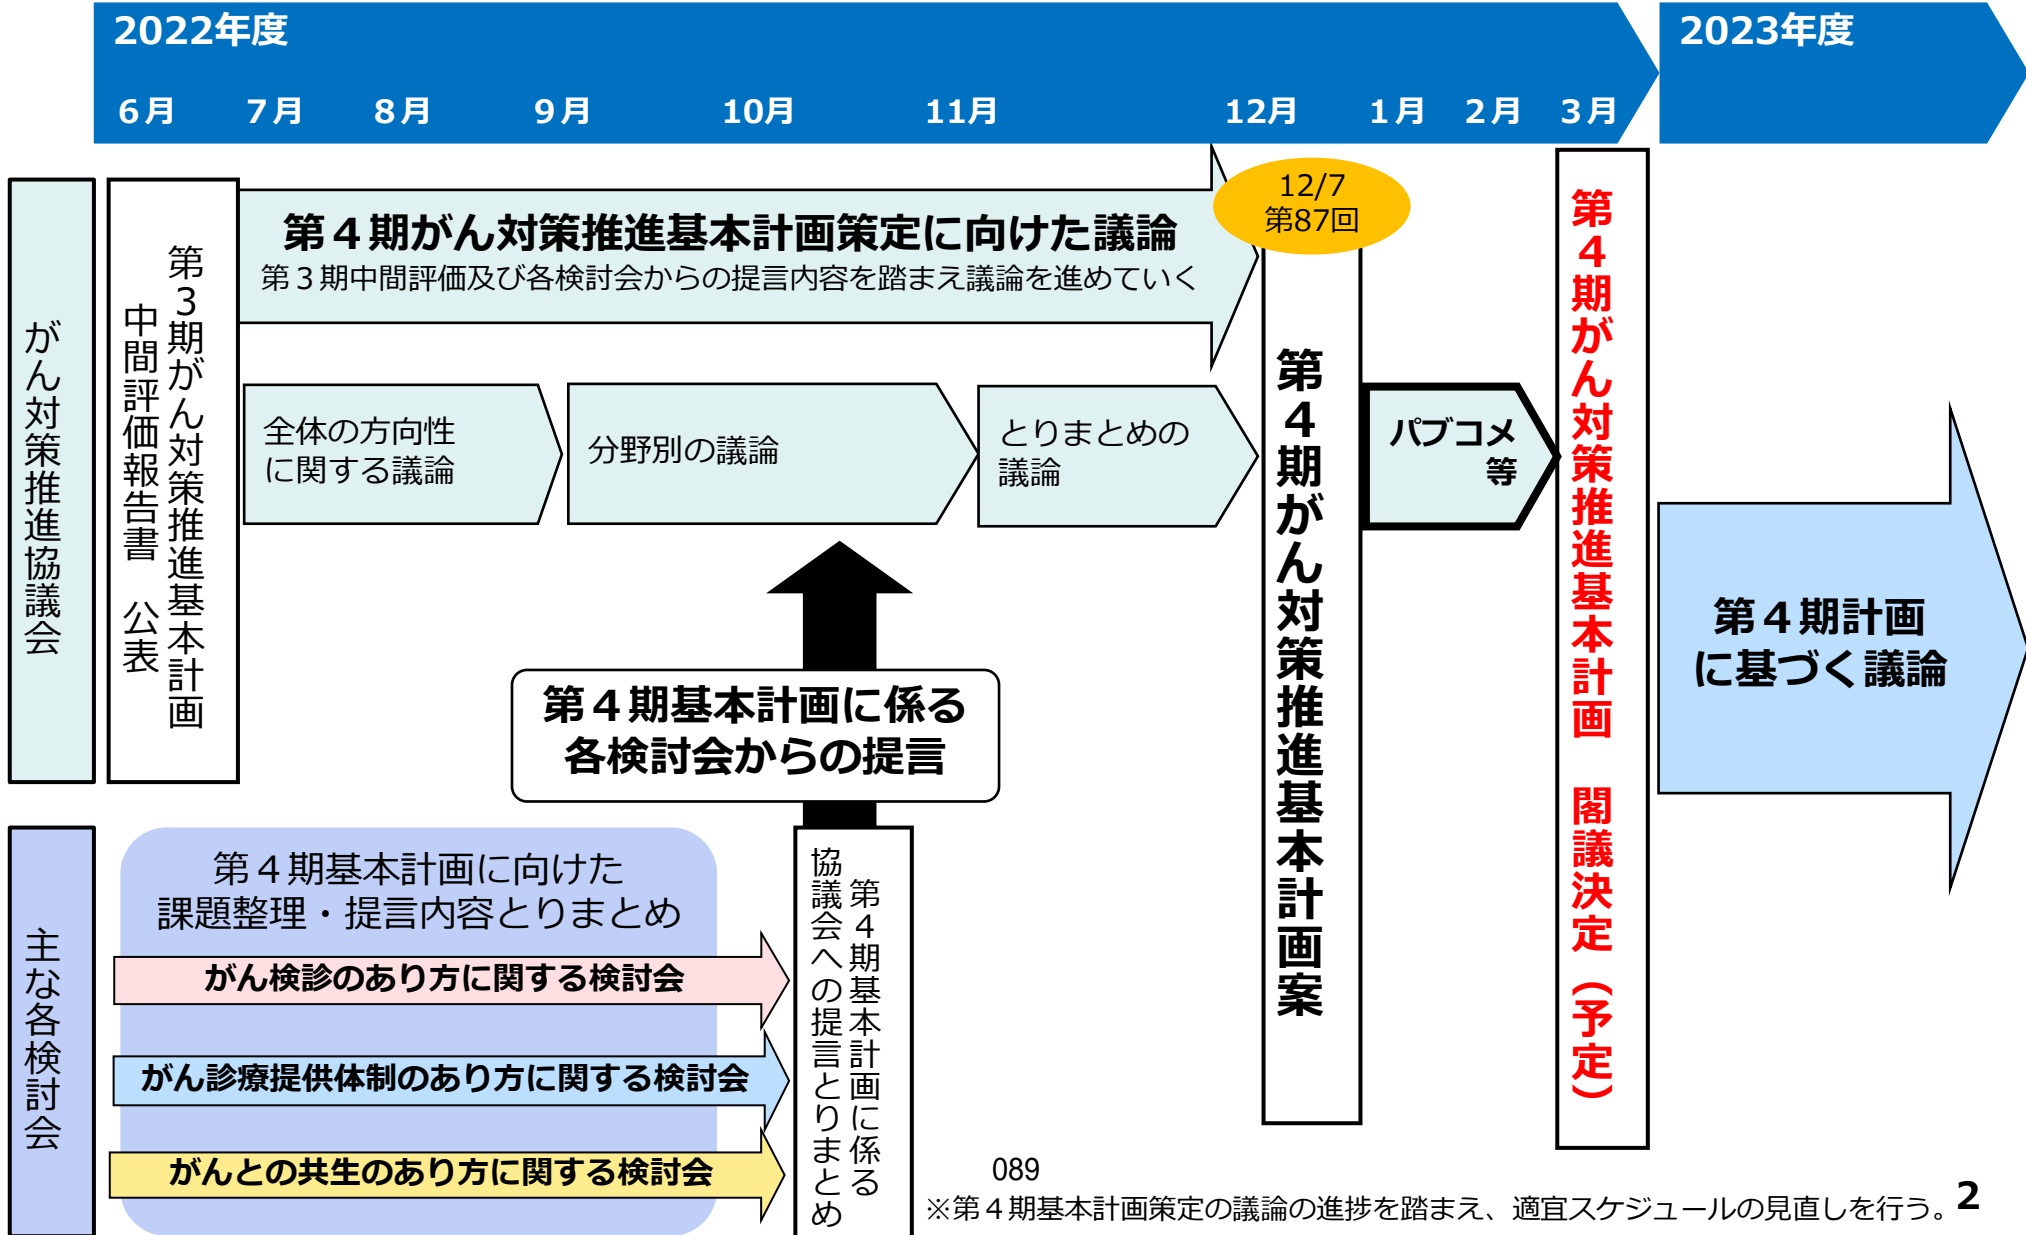 2022年度
2023年度
6月 7月 8月 9月 10月 11月 12月 1月 2月 3月
がん対策推進協議会
第3期がん対策推進基本計画
中間評価報告書 公表
第4期がん対策推進基本計画策定に向けた議論
第3期中間評価及び各検討会からの提言内容を踏まえ議論を進めていく
12/7
第87回
全体の方向性
に関する議論
分野別の議論
とりまとめの
議論
第4期がん対策推進基本計画案
パブコメ
等
第4期がん対策推進基本計画 閣議決定(予定)
第4期計画
に基づく議論
第4期基本計画に係る
各検討会からの提言
主な各検討会
第4期基本計画に向けた
課題整理・提言内容とりまとめ
がん検診のあり方に関する検討会
がん診療提供体制のあり方に関する検討会
がんとの共生のあり方に関する検討会
第4期基本計画に係る
協議会への提言とりまとめ
089
※第4期基本計画策定の議論の進捗を踏まえ、適宜スケジュールの見直しを行う。
2